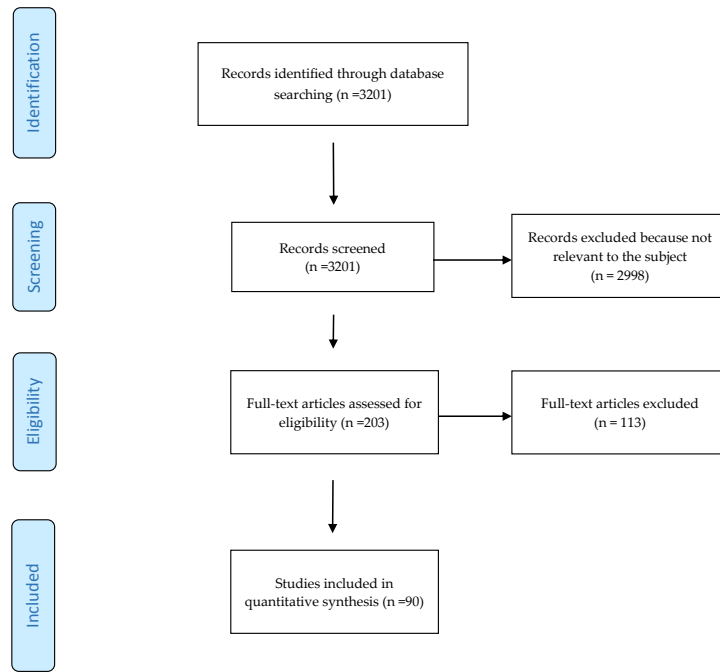 Identification
Records identified through database
searching (n =3201)
Screening
Records screened
(n =3201)
Records excluded because not
relevant to the subject
(n = 2998)
Eligibility
Full-text articles assessed for
eligibility (n =203)
Full-text articles excluded
(n = 113)
Included
Studies included in
quantitative synthesis (n =90)